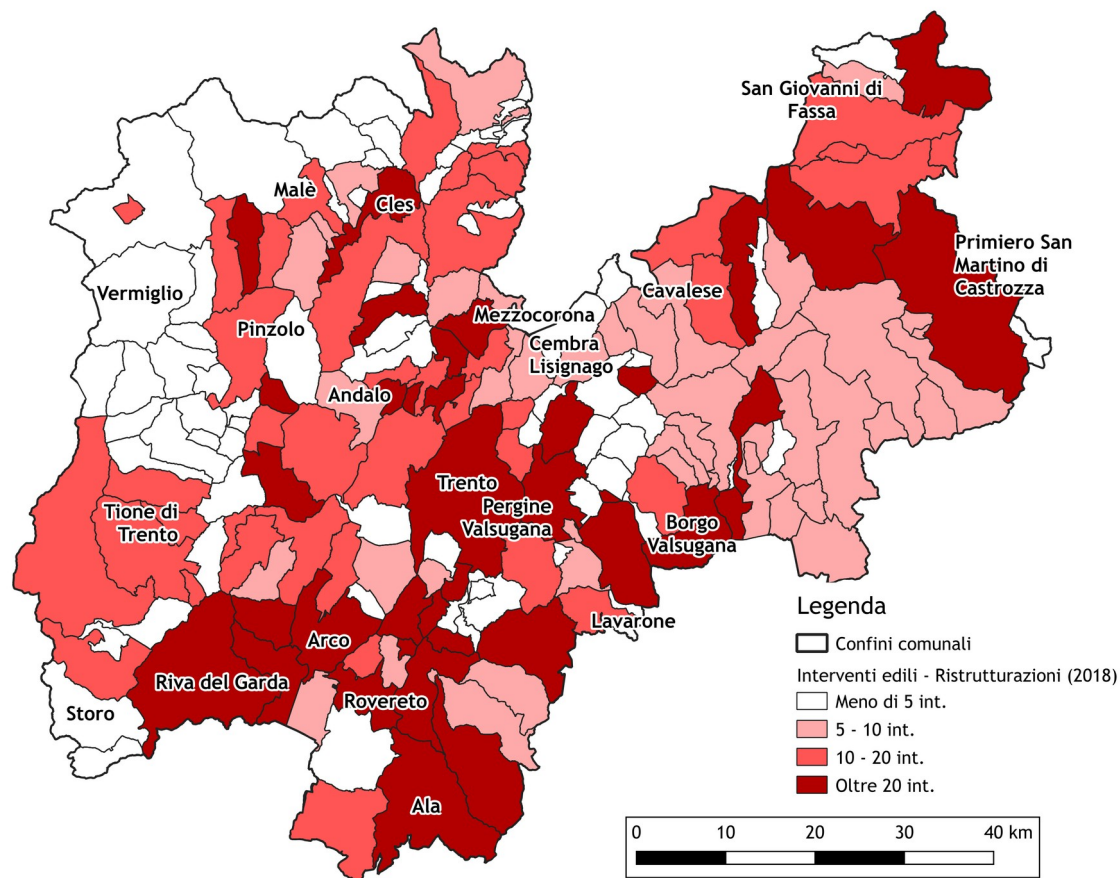 San Giovanni di
Fassa
Malè
Cles
Primiero San
Martino di
Castrozza
Vermiglio
Cavalese
Pinzolo
Mezzocorona
Cembra
Lisignago
Andalo
Trento
Pergine
Valsugana
Tione di
Trento
Borgo
Valsugana
Lavarone
Arco
Riva del Garda
Rovereto
Storo
Ala
Legenda
Confini comunali
Interventi edili - Ristrutturazioni (2018)
Meno di 5 int.
5 - 10 int.
10 - 20 int.
Oltre 20 int.
0 10 20 30 40 km